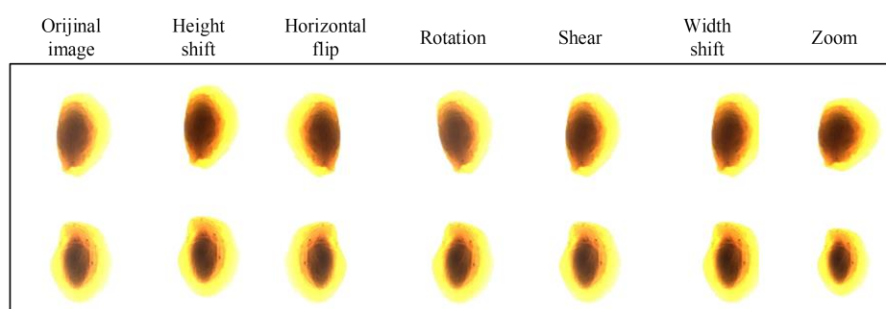 Orijinal image
Height shift
Horizontal flip
Rotation
Shear
Width shift
Zoom